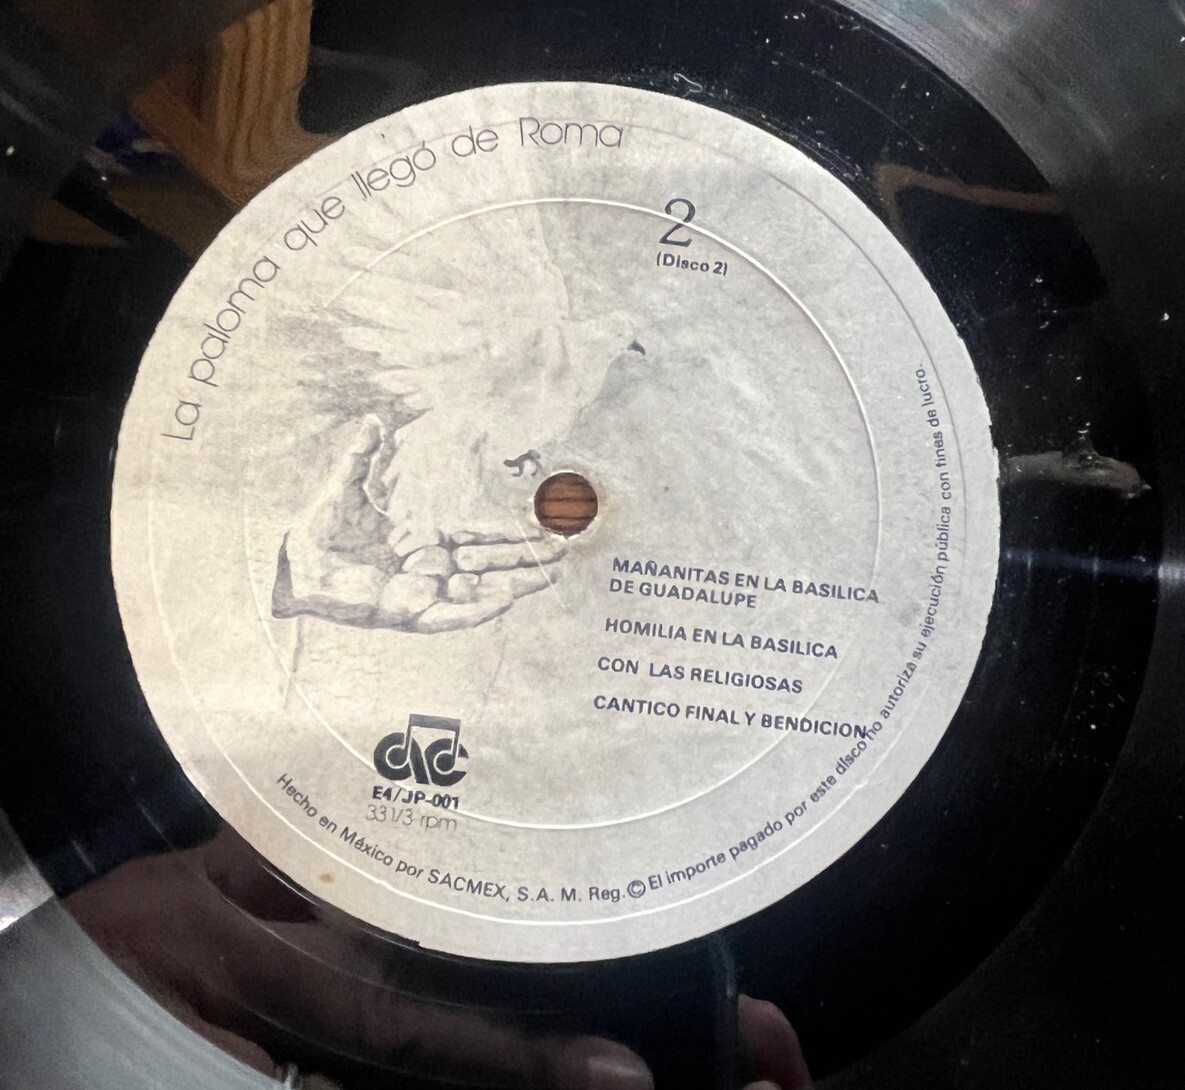 La paloma que llegó de Roma
2
(Disco 2)
MAÑANITAS EN LA BASILICA
DE GUADALUPE
HOMILIA EN LA BASILICA
CON LAS RELIGIOSAS
CANTICO FINAL Y BENDICION
E4/JP-001
33 1/3 rpm
Hecho en México por SACMEX, S.A. M. Reg. © El importe pagado por este disco no autoriza su ejecución pública con fines de lucro.